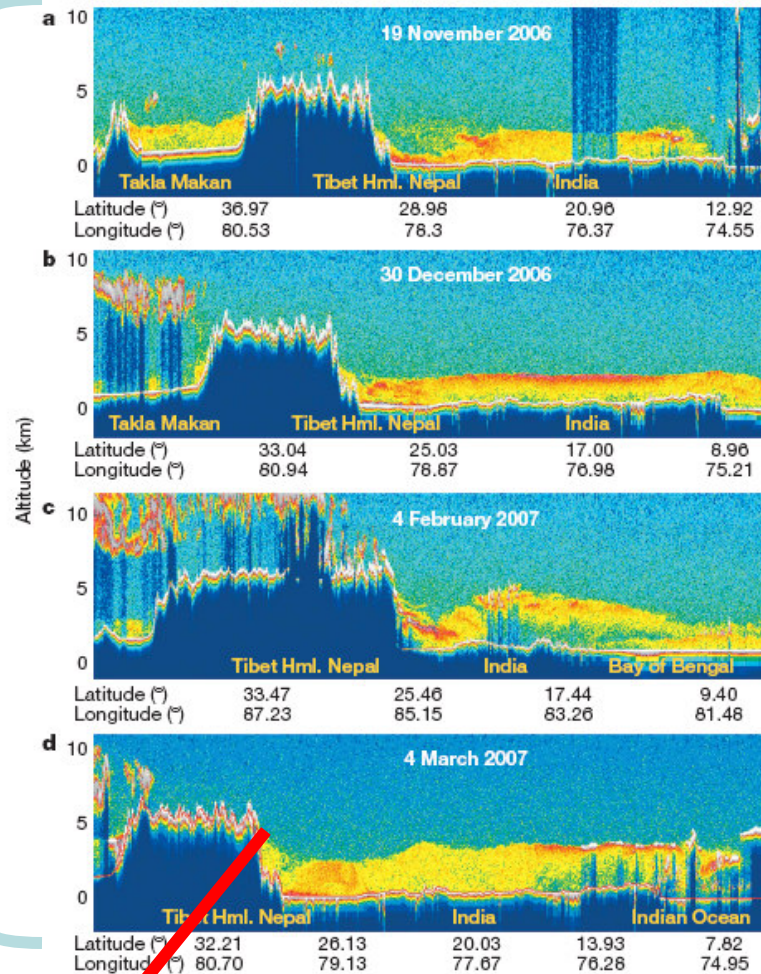 a
10
5
0
19 November 2006
Takla Makan Tibet Hml. Nepal India
Latitude (°) 36.97 28.98 20.96 12.92
Longitude (°) 80.53 78.3 76.37 74.55
b
10
5
0
30 December 2006
Takla Makan Tibet Hml. Nepal India
Latitude (°) 33.04 25.03 17.00 8.96
Longitude (°) 80.94 78.87 76.98 75.21
Altitude (km)
c
10
5
0
4 February 2007
Tibet Hml. Nepal India Bay of Bengal
Latitude (°) 33.47 25.46 17.44 9.40
Longitude (°) 87.23 85.15 83.26 81.48
d
10
5
0
4 March 2007
Tibet Hml. Nepal India Indian Ocean
Latitude (°) 32.21 26.13 20.03 13.93 7.82
Longitude (°) 80.70 79.13 77.67 76.28 74.95